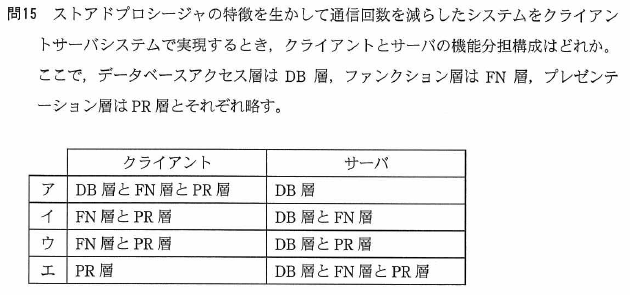 問15 ストアドプロシージャの特徴を生かして通信回数を減らしたシステムをクライアン
トサーバシステムで実現するとき，クライアントとサーバの機能分担構成はどれか。
ここで，データベースアクセス層は DB 層，ファンクション層は FN 層，プレゼンテ
ーション層は PR 層とそれぞれ略す。
クライアント サーバ
ア DB 層と FN 層と PR 層 DB 層
イ FN 層と PR 層 DB 層と FN 層
ウ FN 層と PR 層 DB 層と PR 層
エ PR 層 DB 層と FN 層と PR 層